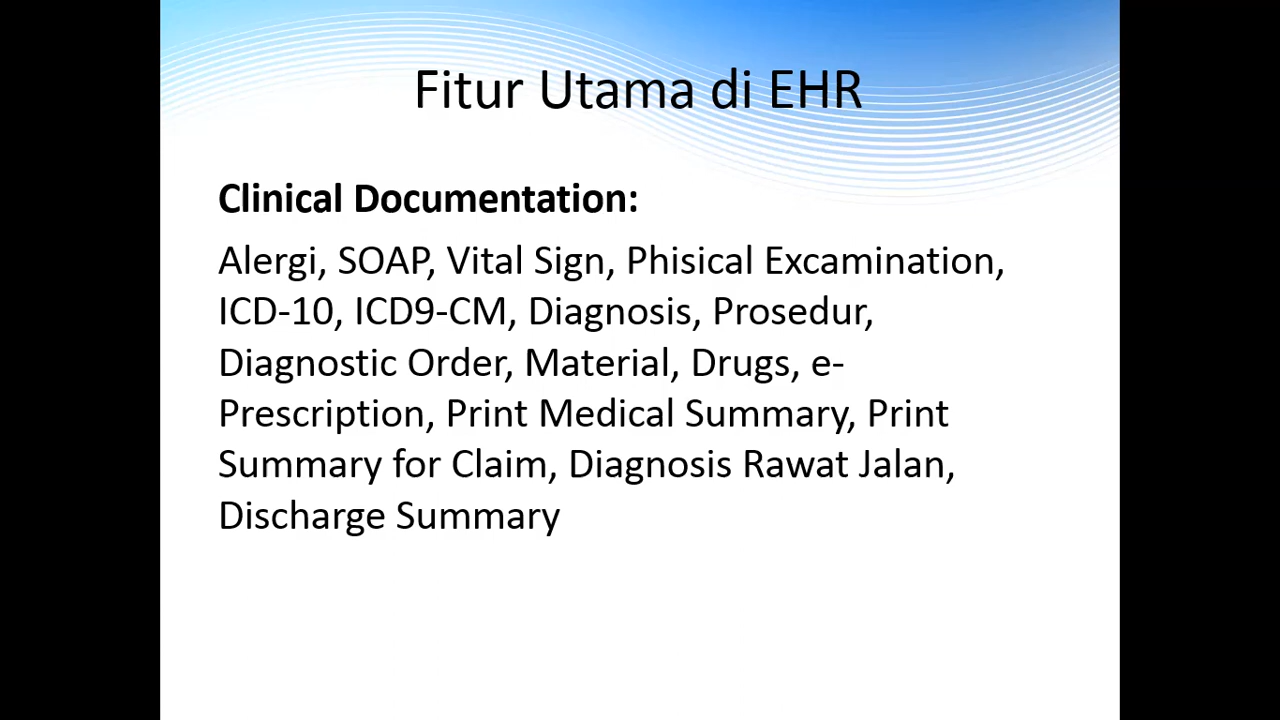 Fitur Utama di EHR
Clinical Documentation:
Alergi, SOAP, Vital Sign, Phisical Excamination,
ICD-10, ICD9-CM, Diagnosis, Prosedur,
Diagnostic Order, Material, Drugs, e-
Prescription, Print Medical Summary, Print
Summary for Claim, Diagnosis Rawat Jalan,
Discharge Summary